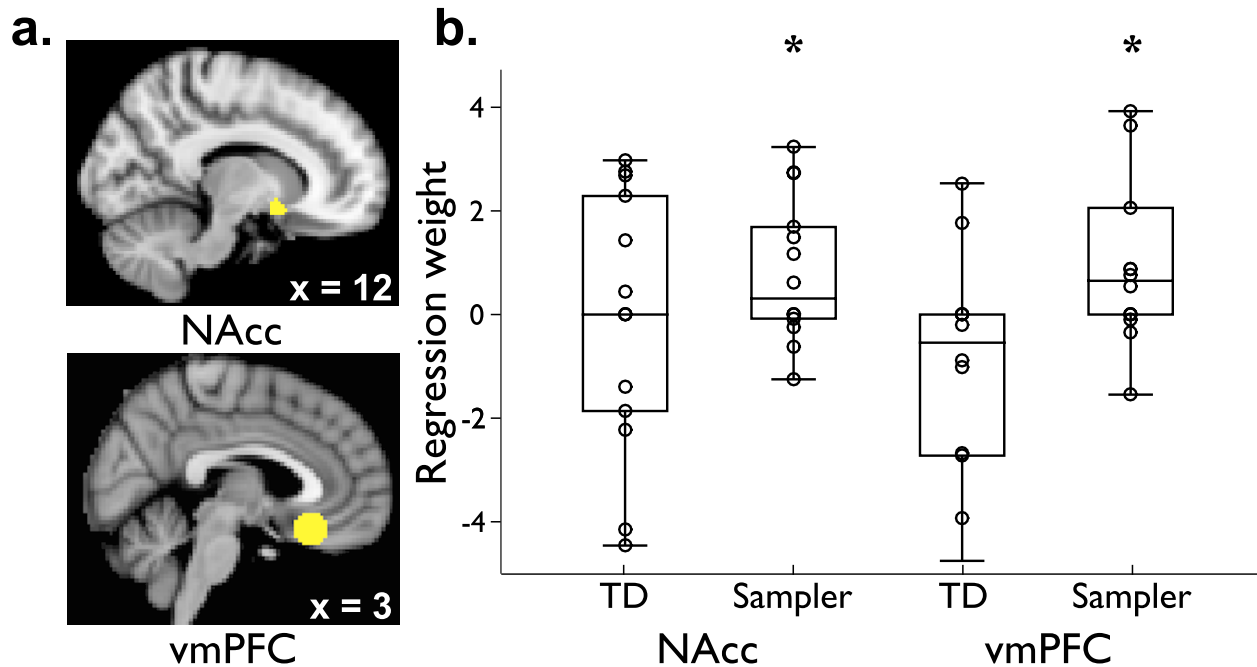 a.
x = 12
NAcc
x = 3
vmPFC
b.
* *
Regression weight
4
2
0
-2
-4
TD Sampler TD Sampler
NAcc vmPFC